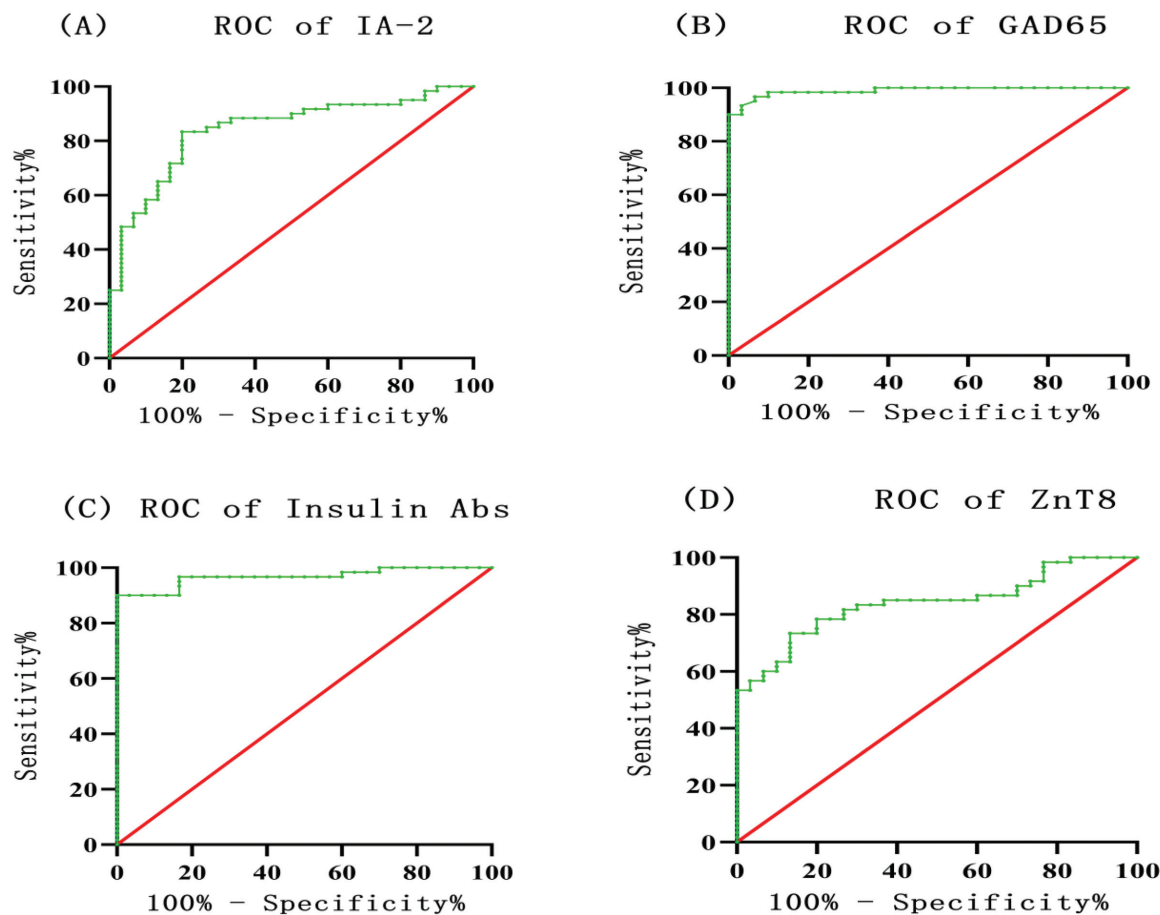 (A) ROC of IA-2
100
80
60
40
20
0
Sensitivity%
0 20 40 60 80 100
100% - Specificity%
(B) ROC of GAD65
100
80
60
40
20
0
Sensitivity%
0 20 40 60 80 100
100% - Specificity%
(C) ROC of Insulin Abs
100
80
60
40
20
0
Sensitivity%
0 20 40 60 80 100
100% - Specificity%
(D) ROC of ZnT8
100
80
60
40
20
0
Sensitivity%
0 20 40 60 80 100
100% - Specificity%